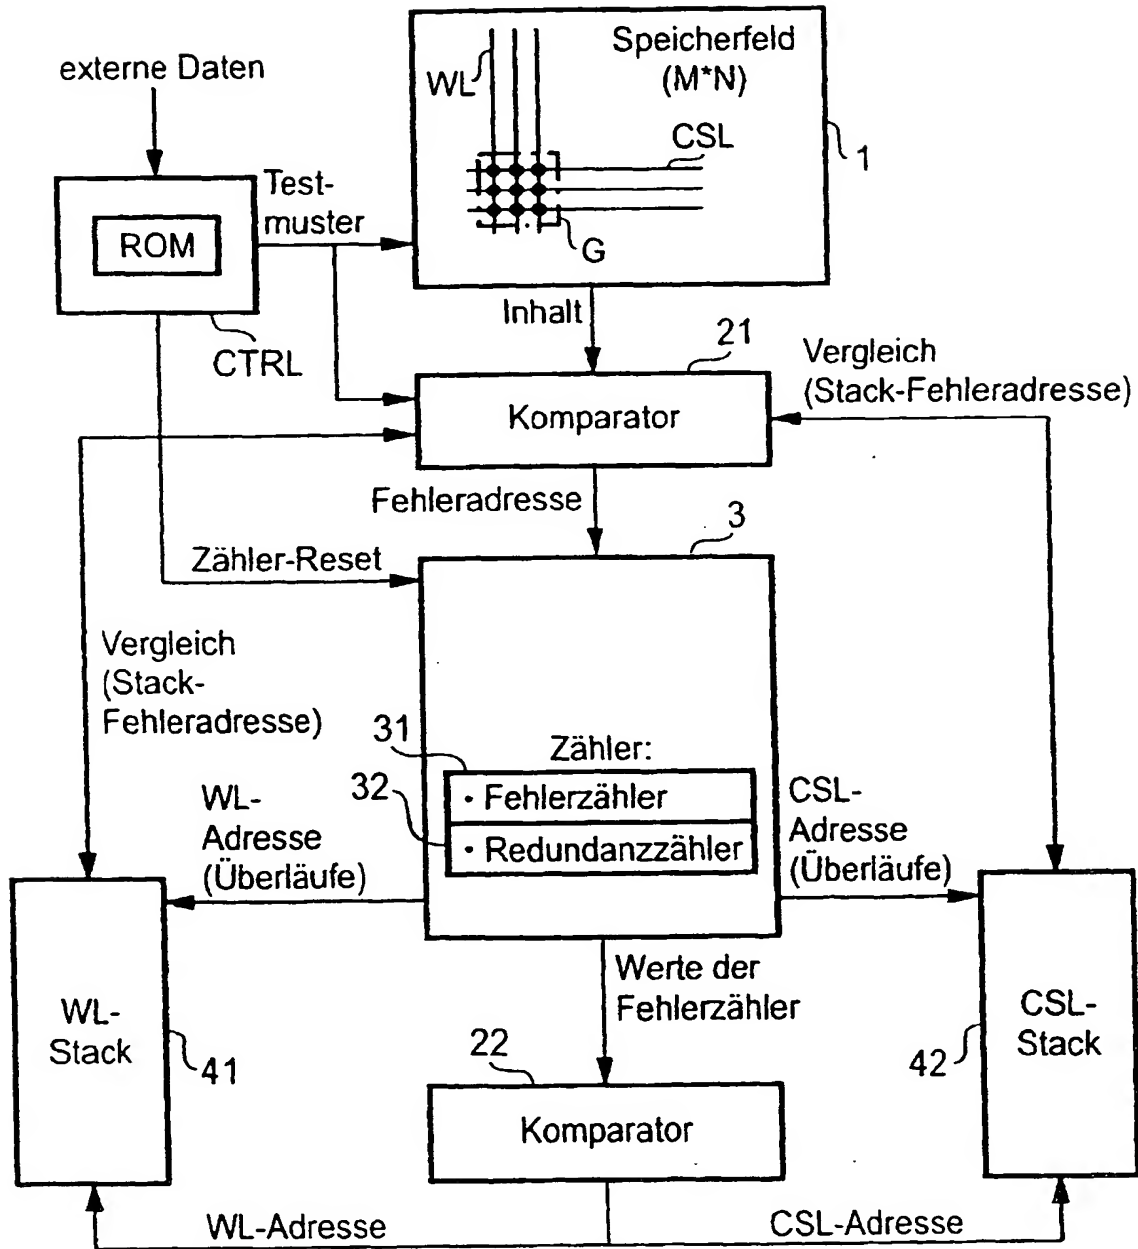 externe Daten
Speicherfeld
(M*N)
WL
CSL
1
Test-
muster
ROM
G
CTRL
Inhalt
21
Vergleich
(Stack-Fehleradresse)
Komparator
Fehleradresse
3
Zähler-Reset
Vergleich
(Stack-
Fehleradresse)
31
Zähler:
32
• Fehlerzähler
• Redundanzzähler
WL-
Adresse
(Überläufe)
CSL-
Adresse
(Überläufe)
Werte der
Fehlerzähler
WL-
Stack
41
CSL-
Stack
42
22
Komparator
WL-Adresse
CSL-Adresse